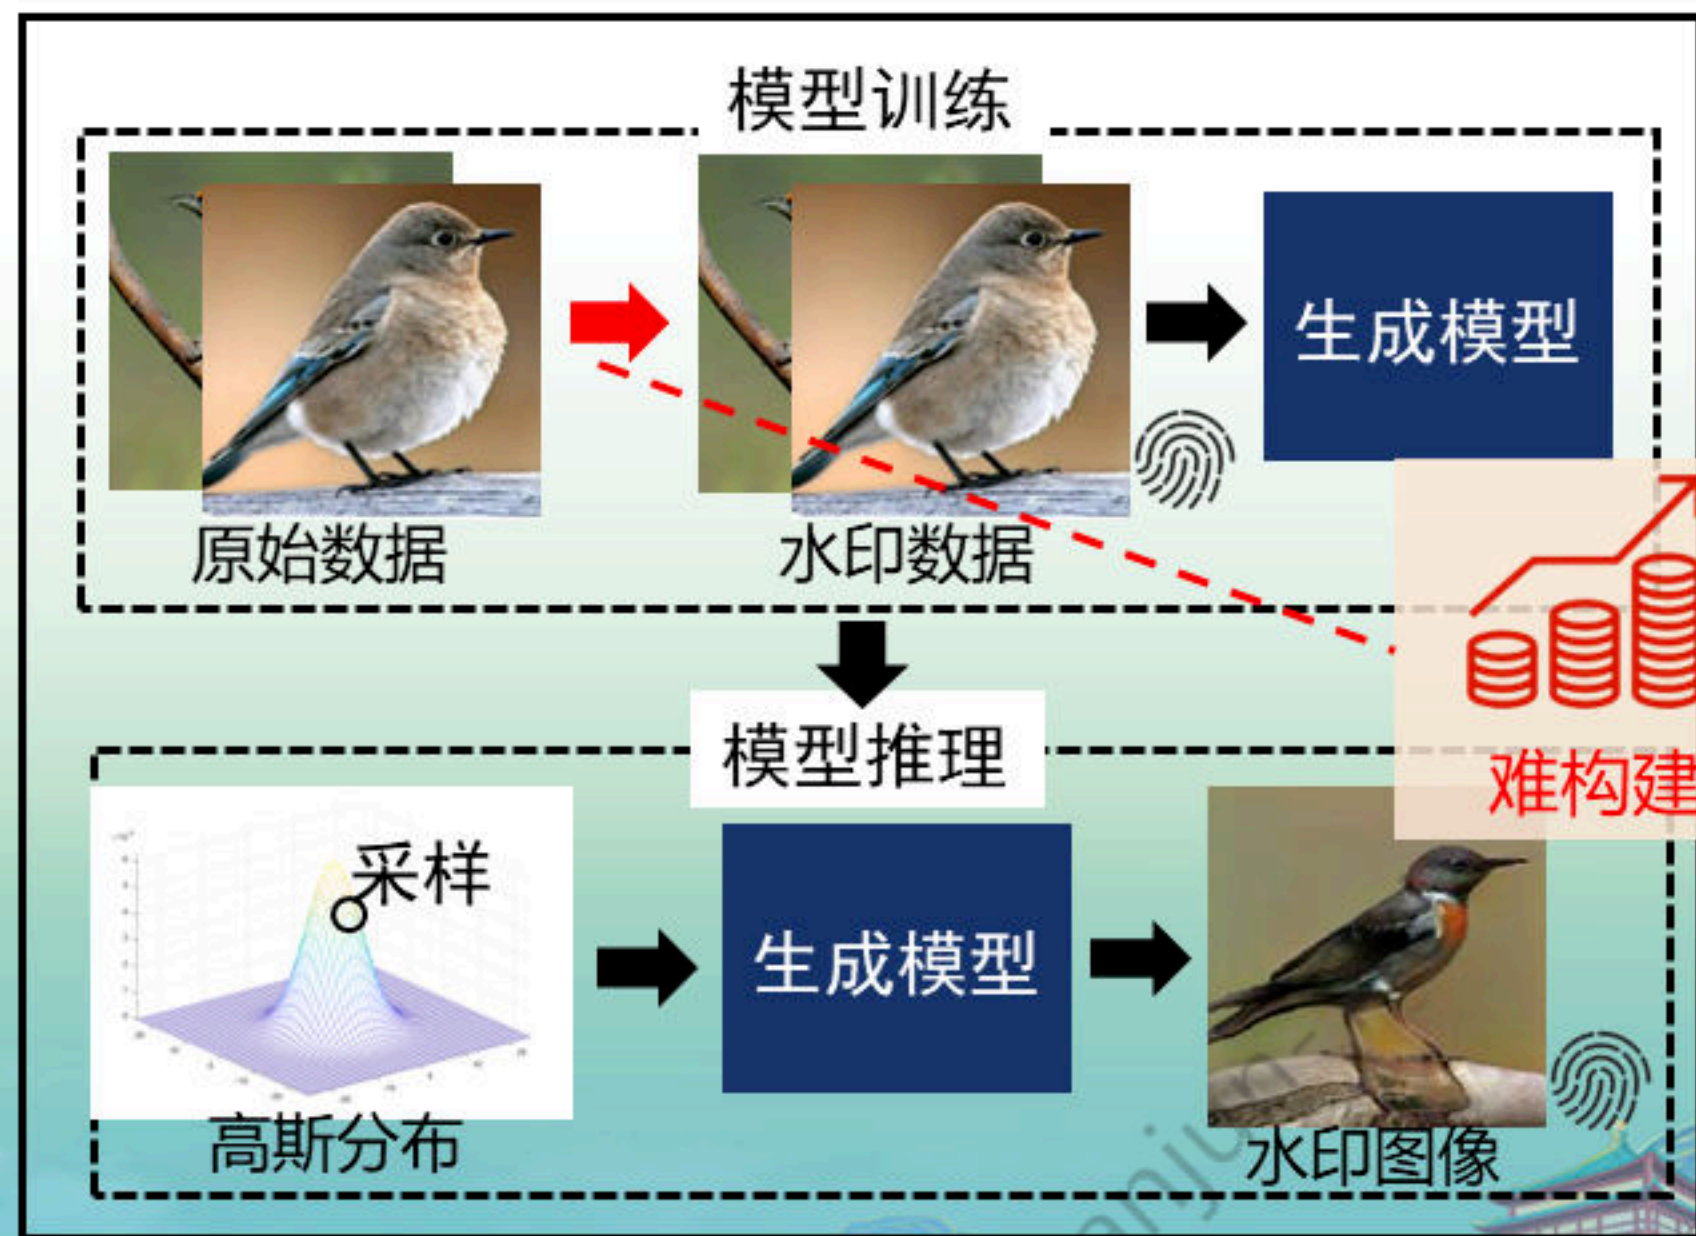 模型训练
生成模型
原始数据
水印数据
难构建
模型推理
采样
生成模型
高斯分布
水印图像
anjun